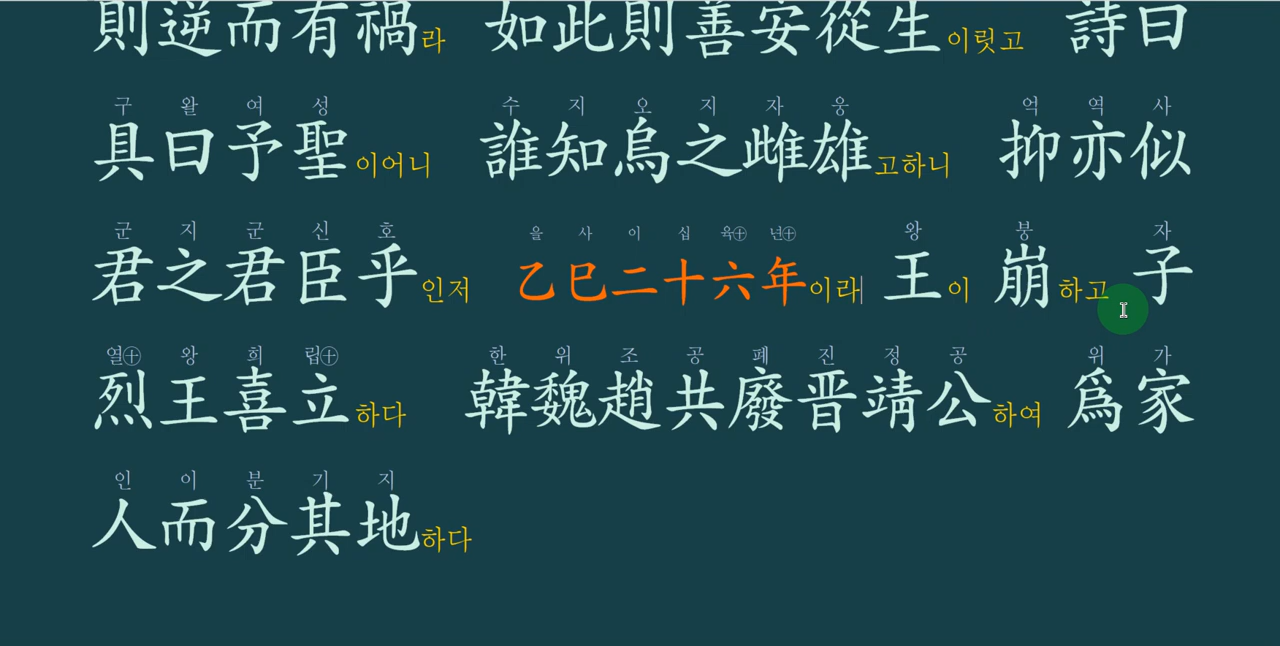 則逆而有禍라 如此則善安從生이릿고 詩曰
구 왈 여 성 수 지 오 지 자 웅 억 역 사
具曰予聖이어니 誰知烏之雌雄고하니 抑亦似
군 지 군 신 호 을 사 이 십 육㊉ 년㊉ 왕 붕 자
君之君臣乎인저 乙巳二十六年이라 王이 崩하고 子
열㊉ 왕 희 립㊉ 한 위 조 공 폐 진 정 공 위 가
烈王喜立하다 韓魏趙共廢晋靖公하여 爲家
인 이 분 기 지
人而分其地하다